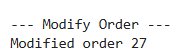 --- Modify Order ---
Modified order 27